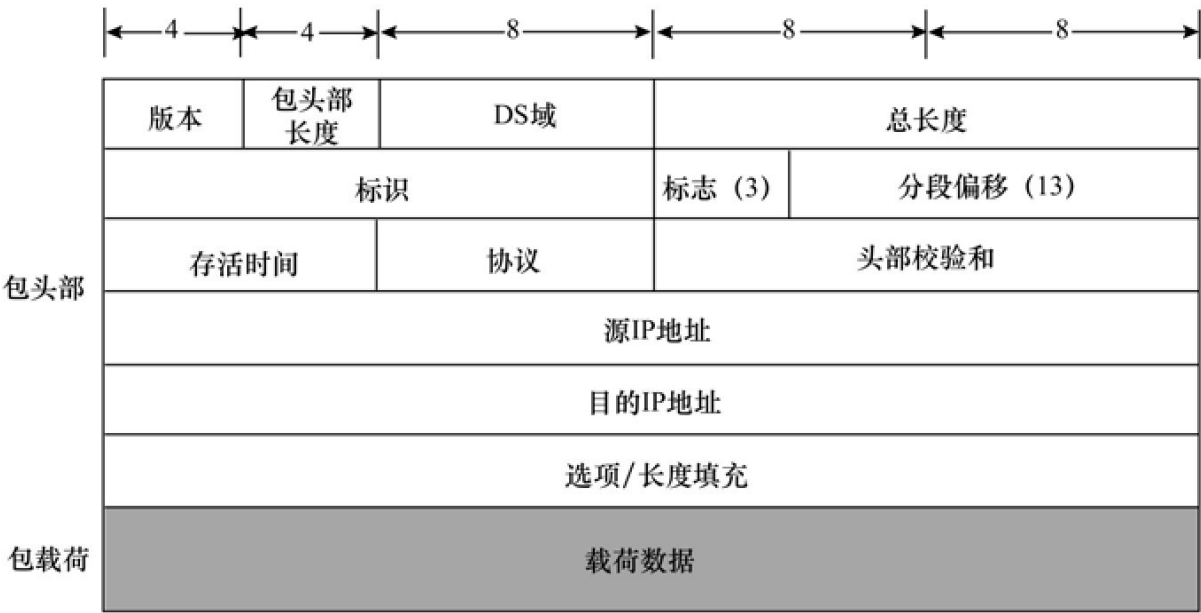 4 4 8 8 8
版本 包头部
长度 DS域 总长度
标识 标志（3） 分段偏移（13）
存活时间 协议 头部校验和
包头部
源IP地址
目的IP地址
选项/长度填充
包载荷 载荷数据